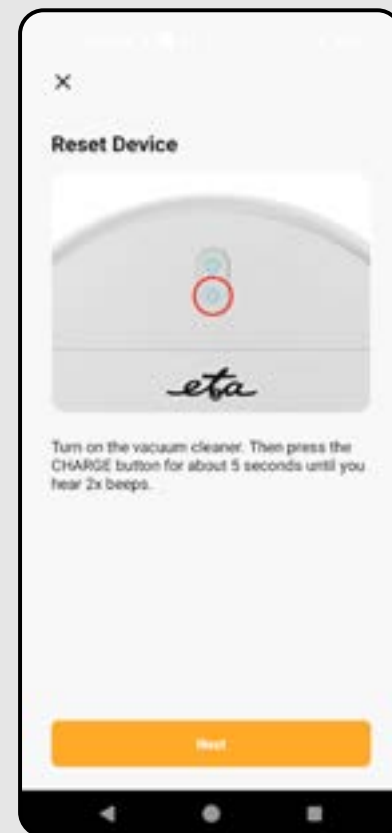 Reset Device
eta
Turn on the vacuum cleaner. Then press the
CHARGE button for about 5 seconds until you
hear 2x beeps.
Next